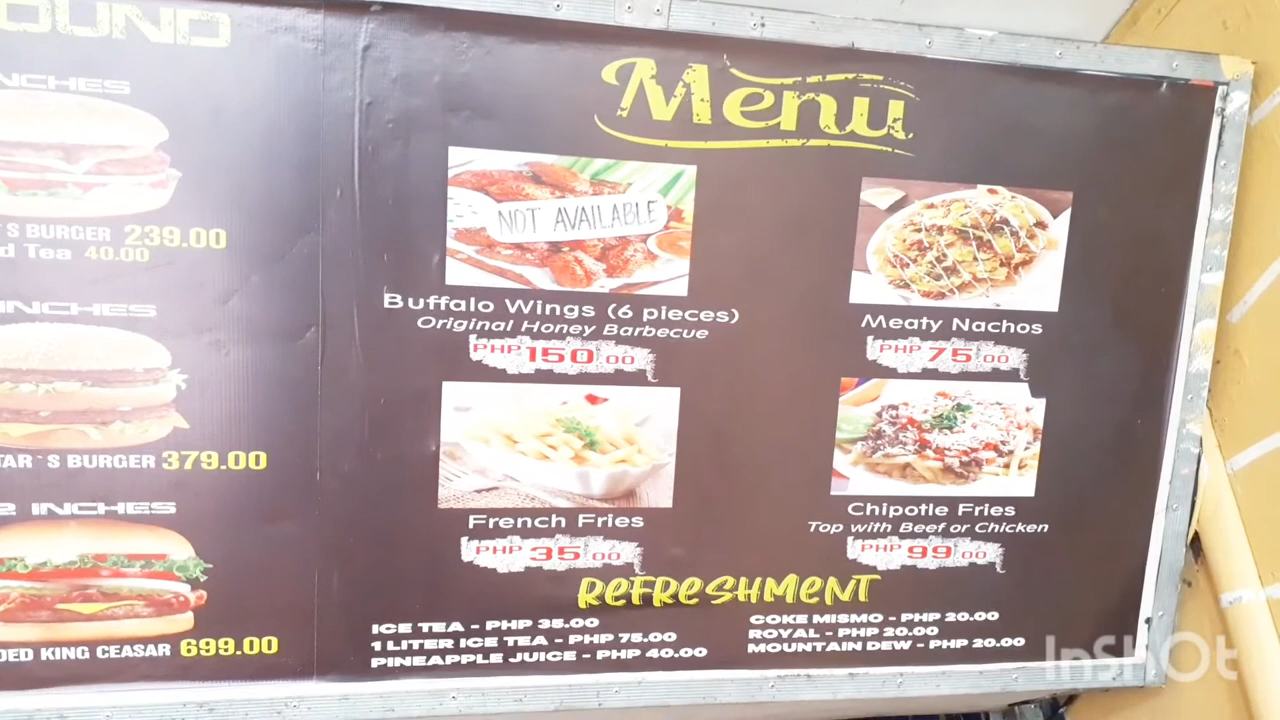 OUND
NCHES
S BURGER 239.00
d Tea 40.00
INCHES
TAR`S BURGER 379.00
2 INCHES
DED KING CEASAR 699.00
Menu
NOT AVAILABLE
Buffalo Wings (6 pieces)
Original Honey Barbecue
PHP 150.00
Meaty Nachos
PHP 75.00
French Fries
PHP 35.00
Chipotle Fries
Top with Beef or Chicken
PHP 99.00
REFRESHMENT
ICE TEA - PHP 35.00
1 LITER ICE TEA - PHP 75.00
PINEAPPLE JUICE - PHP 40.00
COKE MISMO - PHP 20.00
ROYAL - PHP 20.00
MOUNTAIN DEW - PHP 20.00
InShOt